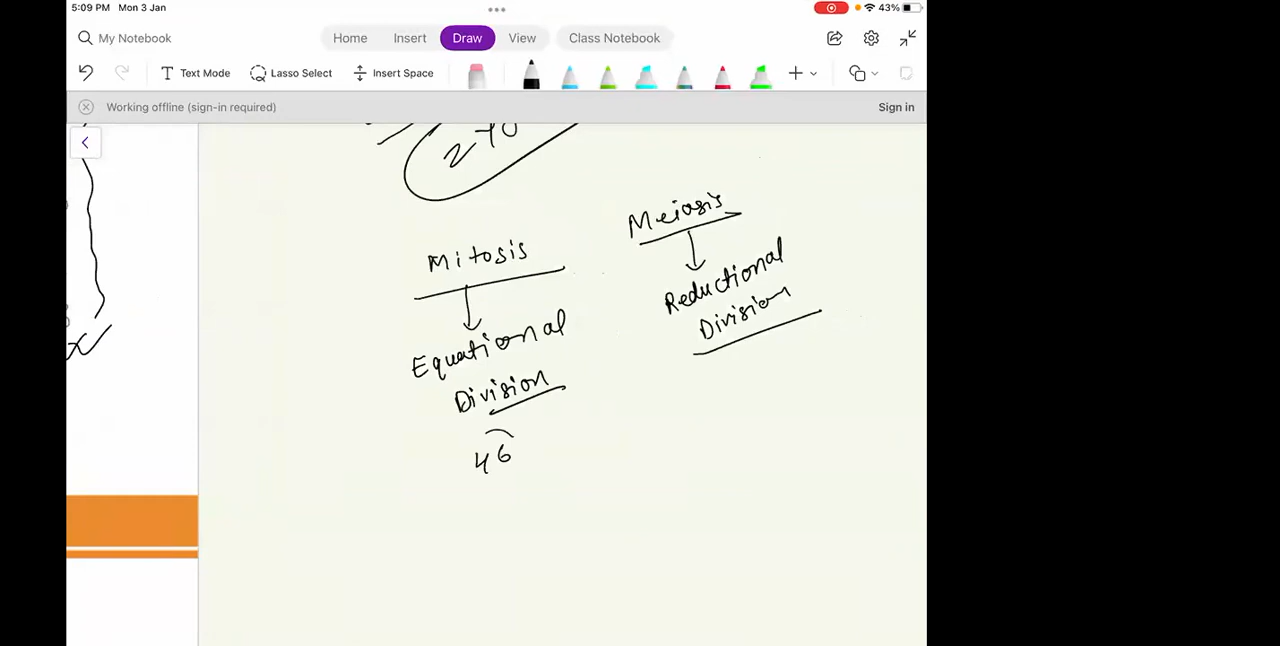 5:09 PM Mon 3 Jan
43%
My Notebook
Home Insert Draw View Class Notebook
Text Mode Lasso Select Insert Space
Working offline (sign-in required) Sign in
Meiosis
Mitosis
Reductional
Division
Equational
Division
46